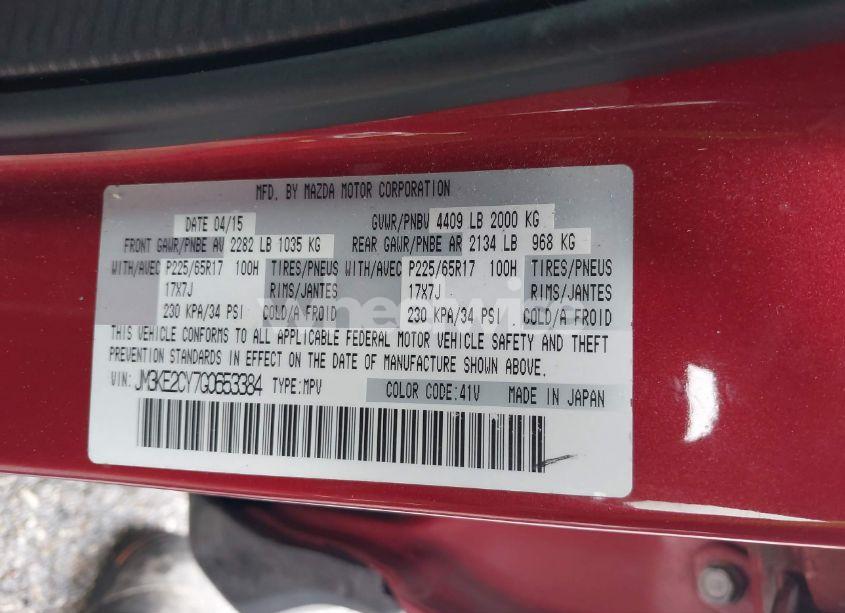 MFD. BY MAZDA MOTOR CORPORATION
DATE 04/15 GVWR/PNBV 4409 LB 2000 KG
FRONT GAWR/PNBE AV 2282 LB 1035 KG REAR GAWR/PNBE AR 2134 LB 968 KG
WITH/AVEC P225/65R17 100H TIRES/PNEUS WITH/AVEC P225/65R17 100H TIRES/PNEUS
17X7J RIMS/JANTES 17X7J RIMS/JANTES
230 KPA/34 PSI COLD/A FROID 230 KPA/34 PSI COLD/A FROID
THIS VEHICLE CONFORMS TO ALL APPLICABLE FEDERAL MOTOR VEHICLE SAFETY AND THEFT
PREVENTION STANDARDS IN EFFECT ON THE DATE OF MANUFACTURE SHOWN ABOVE.
VIN: JM3KE2CY7G0653384 TYPE:MPV COLOR CODE:41V MADE IN JAPAN